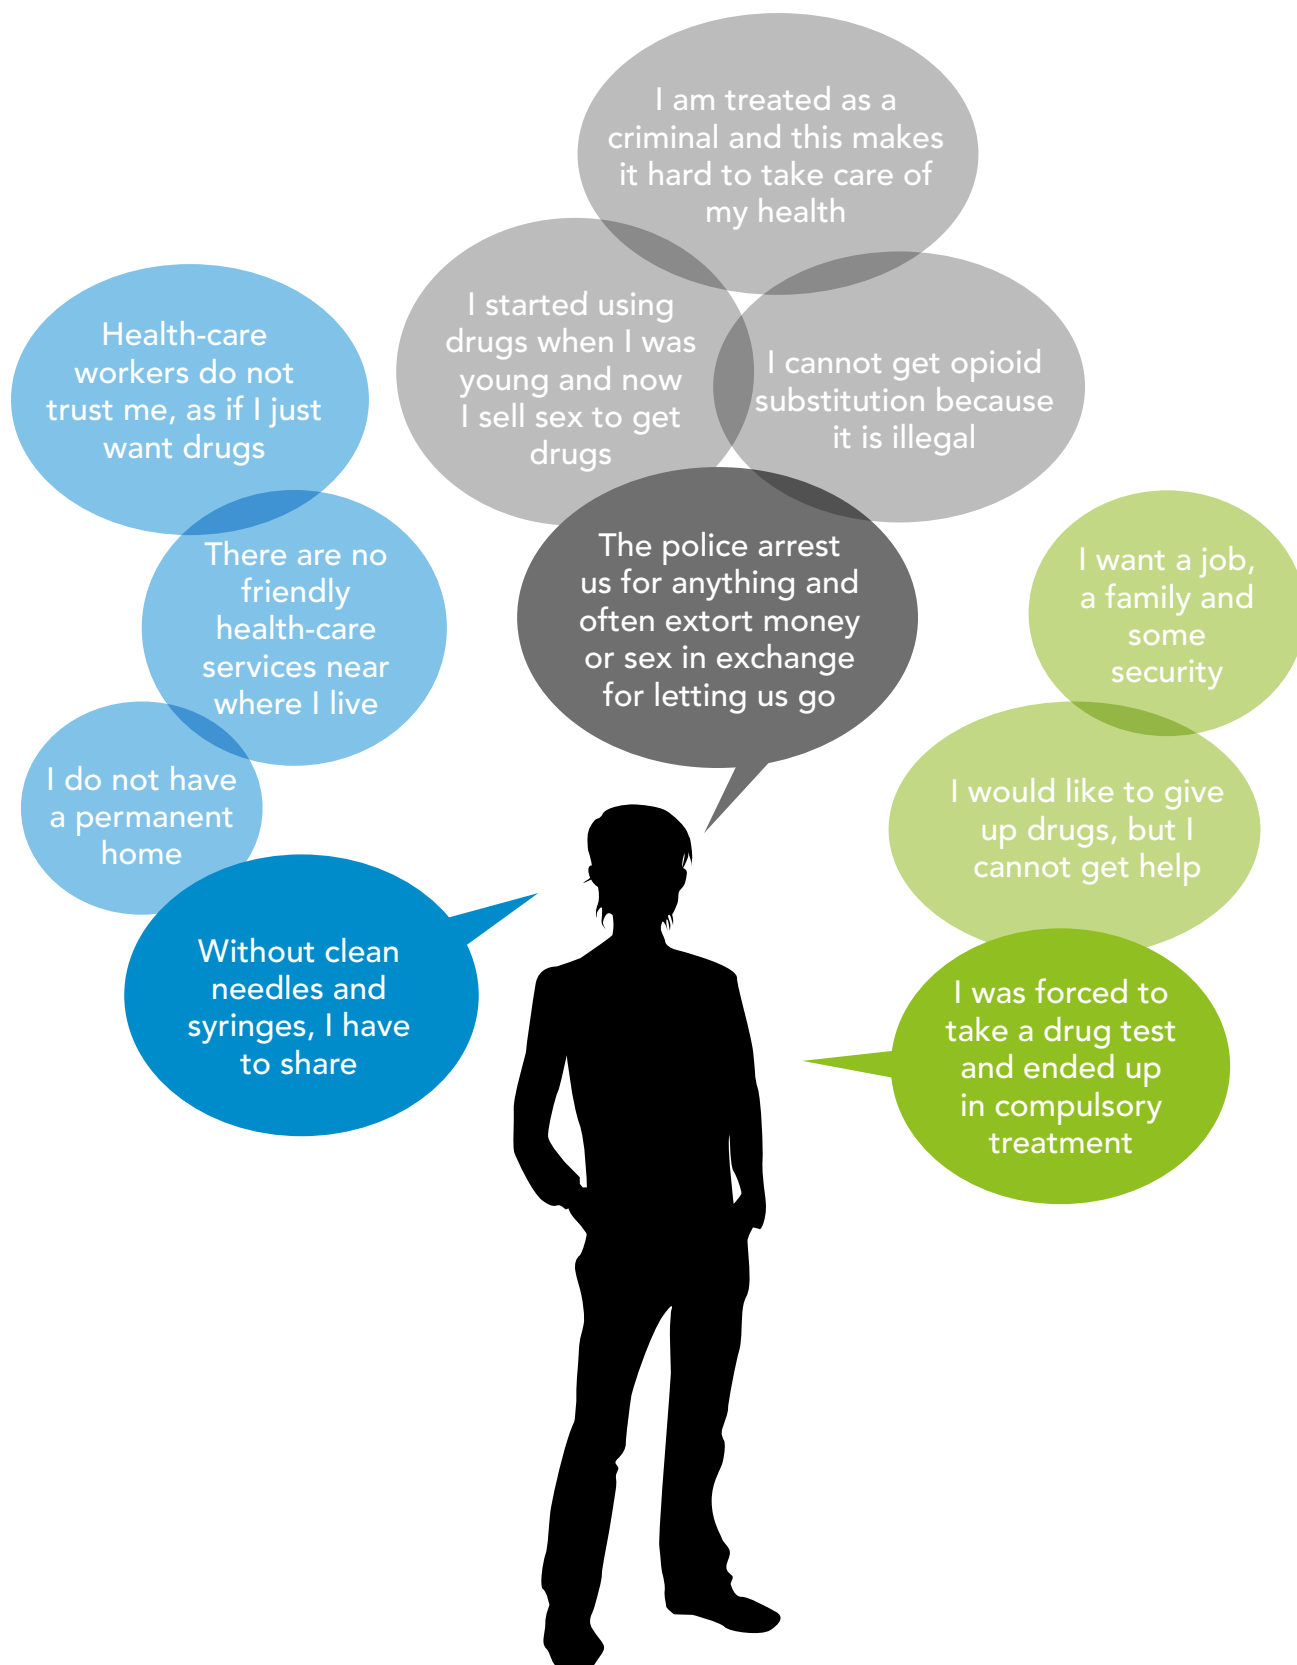 I am treated as a
criminal and this makes
it hard to take care of
my health
I started using
drugs when I was
young and now
I sell sex to get
drugs
I cannot get opioid
substitution because
it is illegal
The police arrest
us for anything and
often extort money
or sex in exchange
for letting us go
Health-care
workers do not
trust me, as if I just
want drugs
There are no
friendly
health-care
services near
where I live
I do not have
a permanent
home
Without clean
needles and
syringes, I have
to share
I want a job,
a family and
some
security
I would like to give
up drugs, but I
cannot get help
I was forced to
take a drug test
and ended up
in compulsory
treatment